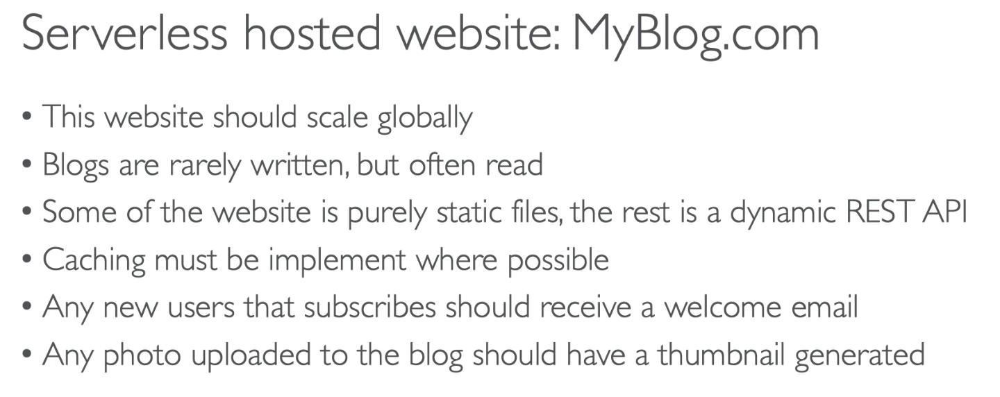 Serverless hosted website: MyBlog.com
• This website should scale globally
• Blogs are rarely written, but often read
• Some of the website is purely static files, the rest is a dynamic REST API
• Caching must be implement where possible
• Any new users that subscribes should receive a welcome email
• Any photo uploaded to the blog should have a thumbnail generated